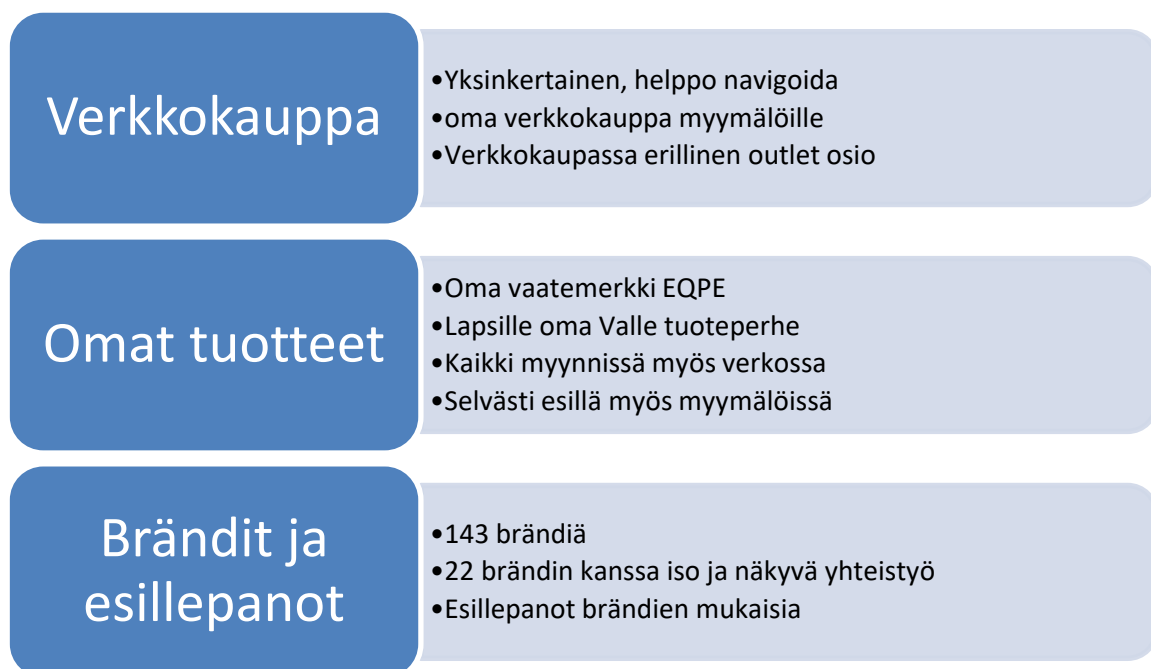 Verkkokauppa
•Yksinkertainen, helppo navigoida
•oma verkkokauppa myymälöille
•Verkkokaupassa erillinen outlet osio
Omat tuotteet
•Oma vaatemerkki EQPE
•Lapsille oma Valle tuoteperhe
•Kaikki myynnissä myös verkossa
•Selvästi esillä myös myymälöissä
Brändit ja
esillepanot
•143 brändiä
•22 brändin kanssa iso ja näkyvä yhteistyö
•Esillepanot brändien mukaisia